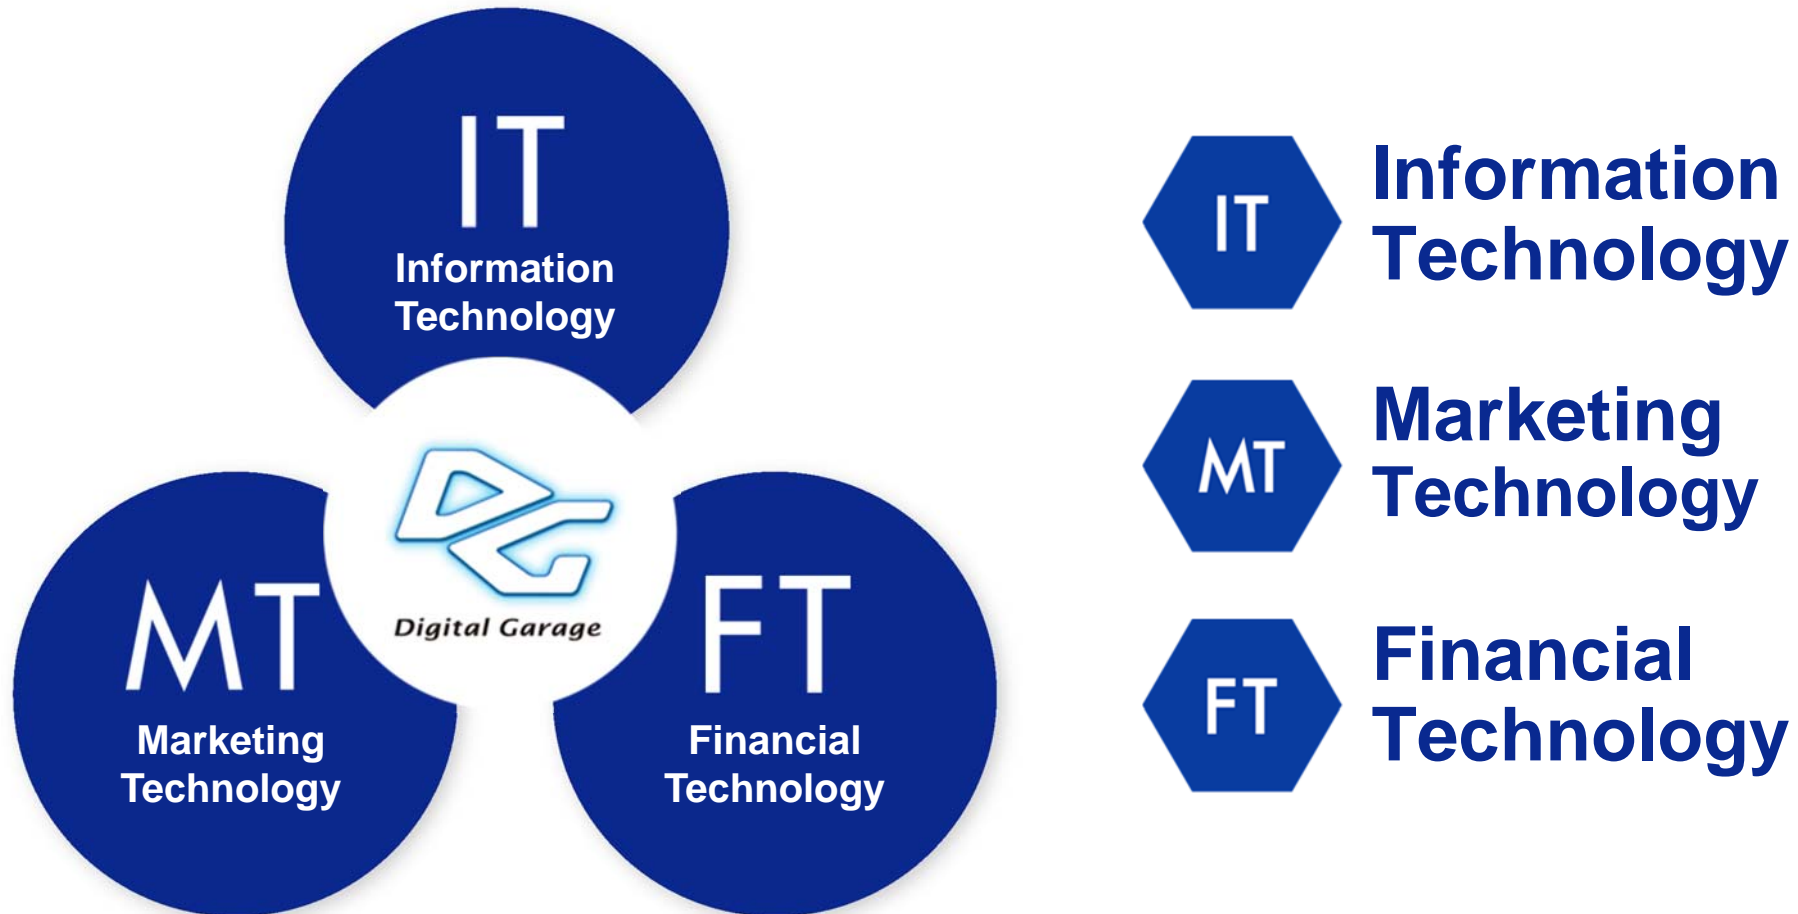 IT
Information
Technology
DG
Digital Garage
MT
Marketing
Technology
FT
Financial
Technology
IT
Information
Technology
MT
Marketing
Technology
FT
Financial
Technology